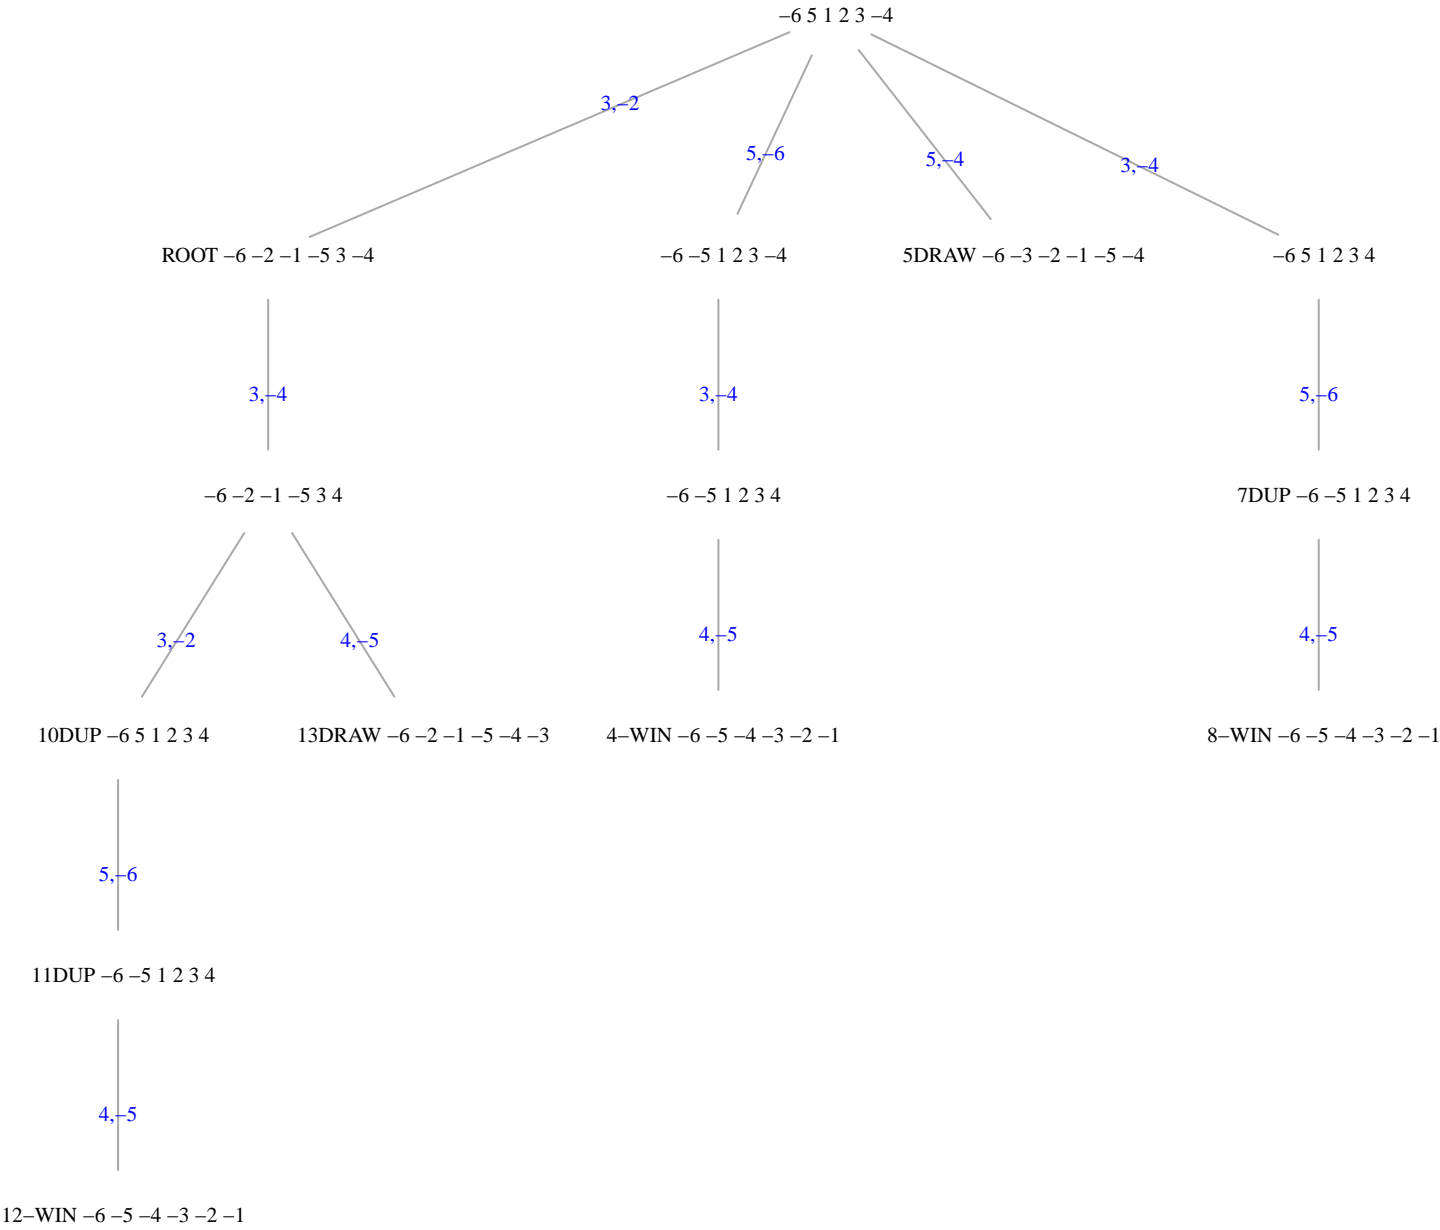 –6 5 1 2 3 –4
3,–2
5,–6
5,–4
3,–4
ROOT –6 –2 –1 –5 3 –4
–6 –5 1 2 3 –4
5DRAW –6 –3 –2 –1 –5 –4
–6 5 1 2 3 4
3,–4
3,–4
5,–6
–6 –2 –1 –5 3 4
–6 –5 1 2 3 4
7DUP –6 –5 1 2 3 4
3,–2
4,–5
4,–5
4,–5
10DUP –6 5 1 2 3 4
13DRAW –6 –2 –1 –5 –4 –3
4–WIN –6 –5 –4 –3 –2 –1
8–WIN –6 –5 –4 –3 –2 –1
5,–6
11DUP –6 –5 1 2 3 4
4,–5
12–WIN –6 –5 –4 –3 –2 –1